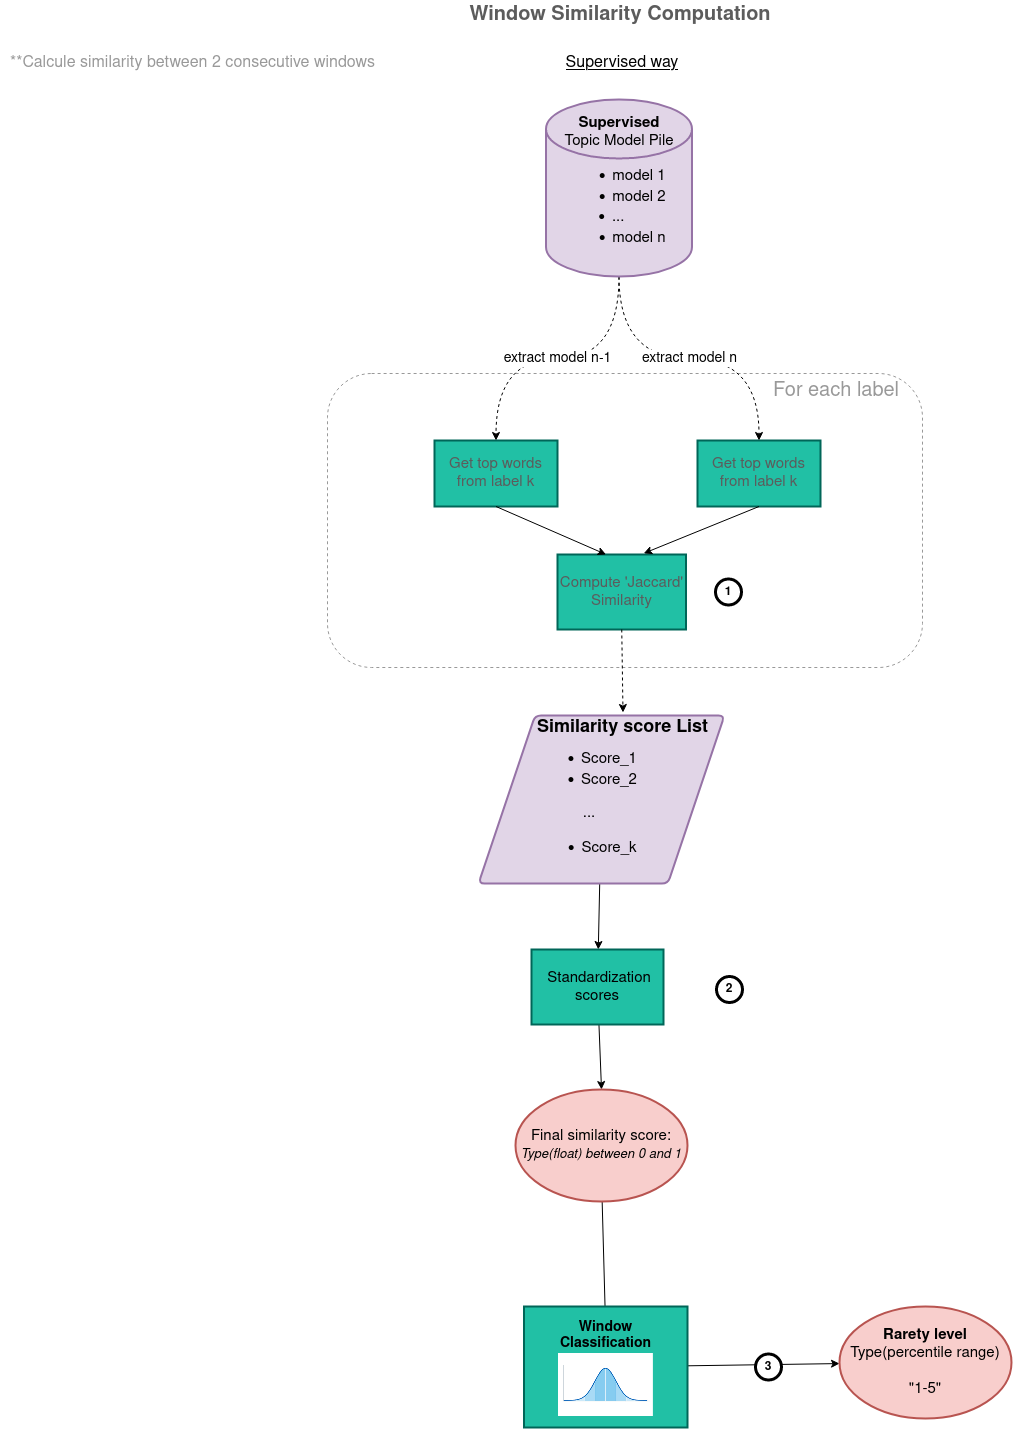 Window Similarity Computation
**Calcule similarity between 2 consecutive windows
Supervised way
Supervised
Topic Model Pile
• model 1
• model 2
• ...
• model n
extract model n-1
extract model n
For each label
Get top words
from label k
Get top words
from label k
Compute 'Jaccard'
Similarity
1
Similarity score List
• Score_1
• Score_2
...
• Score_k
Standardization
scores
2
Final similarity score:
Type(float) between 0 and 1
Window
Classification
3
Rarety level
Type(percentile range)
"1-5"